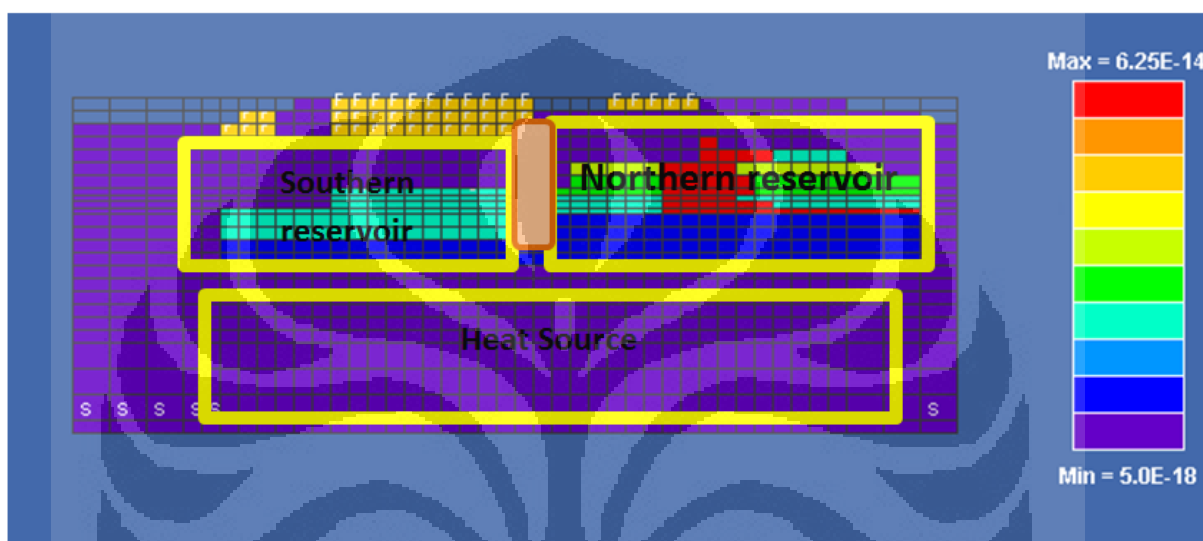 Max = 6.25E-14
F F F F F F F F F F F F F F F F
F F
Southern
reservoir
Northern reservoir
Heat Source
S S S S S S
Min = 5.0E-18